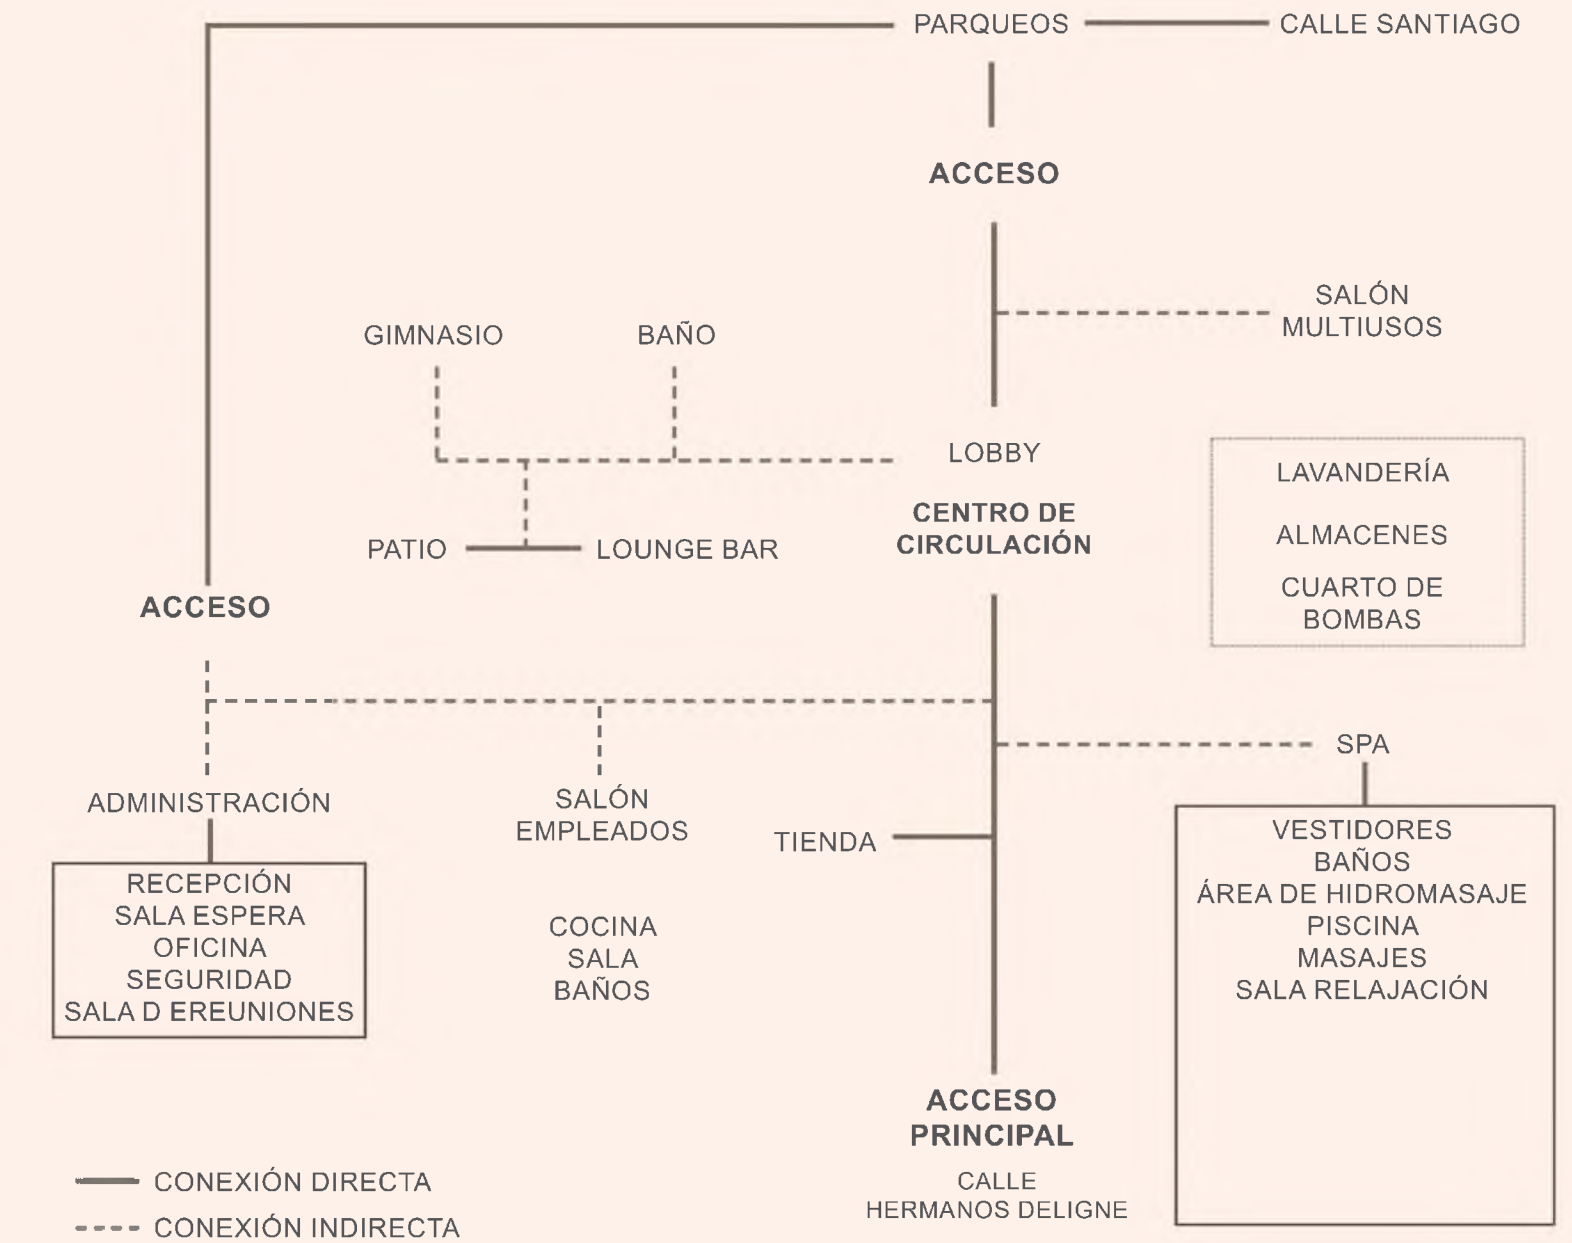 PARQUEOS
CALLE SANTIAGO
ACCESO
SALÓN
MULTIUSOS
GIMNASIO
BAÑO
LOBBY
CENTRO DE
CIRCULACIÓN
PATIO
LOUNGE BAR
LAVANDERÍA
ALMACENES
CUARTO DE
BOMBAS
ACCESO
ADMINISTRACIÓN
RECEPCIÓN
SALA ESPERA
OFICINA
SEGURIDAD
SALA D EREUNIONES
SALÓN
EMPLEADOS
COCINA
SALA
BAÑOS
TIENDA
SPA
VESTIDORES
BAÑOS
ÁREA DE HIDROMASAJE
PISCINA
MASAJES
SALA RELAJACIÓN
ACCESO
PRINCIPAL
CALLE
HERMANOS DELIGNE
CONEXIÓN DIRECTA
CONEXIÓN INDIRECTA